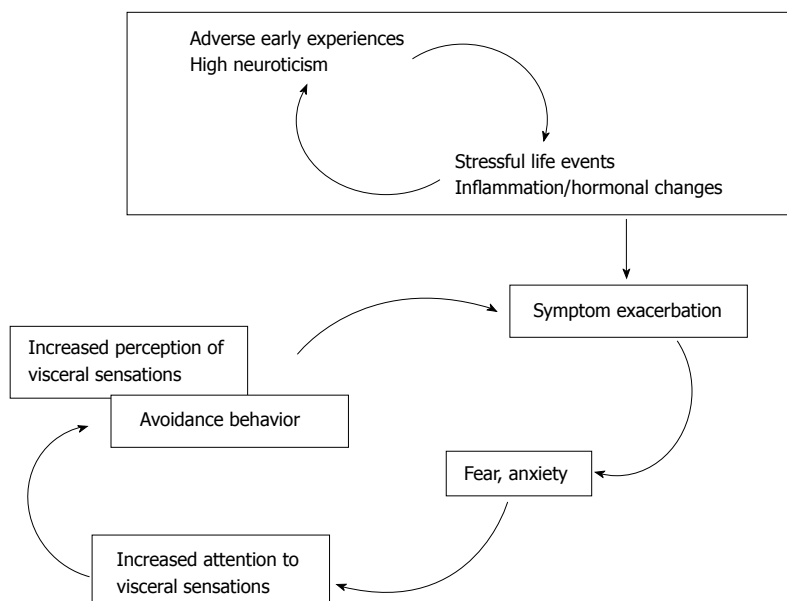 Adverse early experiences
High neuroticism
Stressful life events
Inflammation/hormonal changes
Symptom exacerbation
Increased perception of
visceral sensations
Avoidance behavior
Fear, anxiety
Increased attention to
visceral sensations